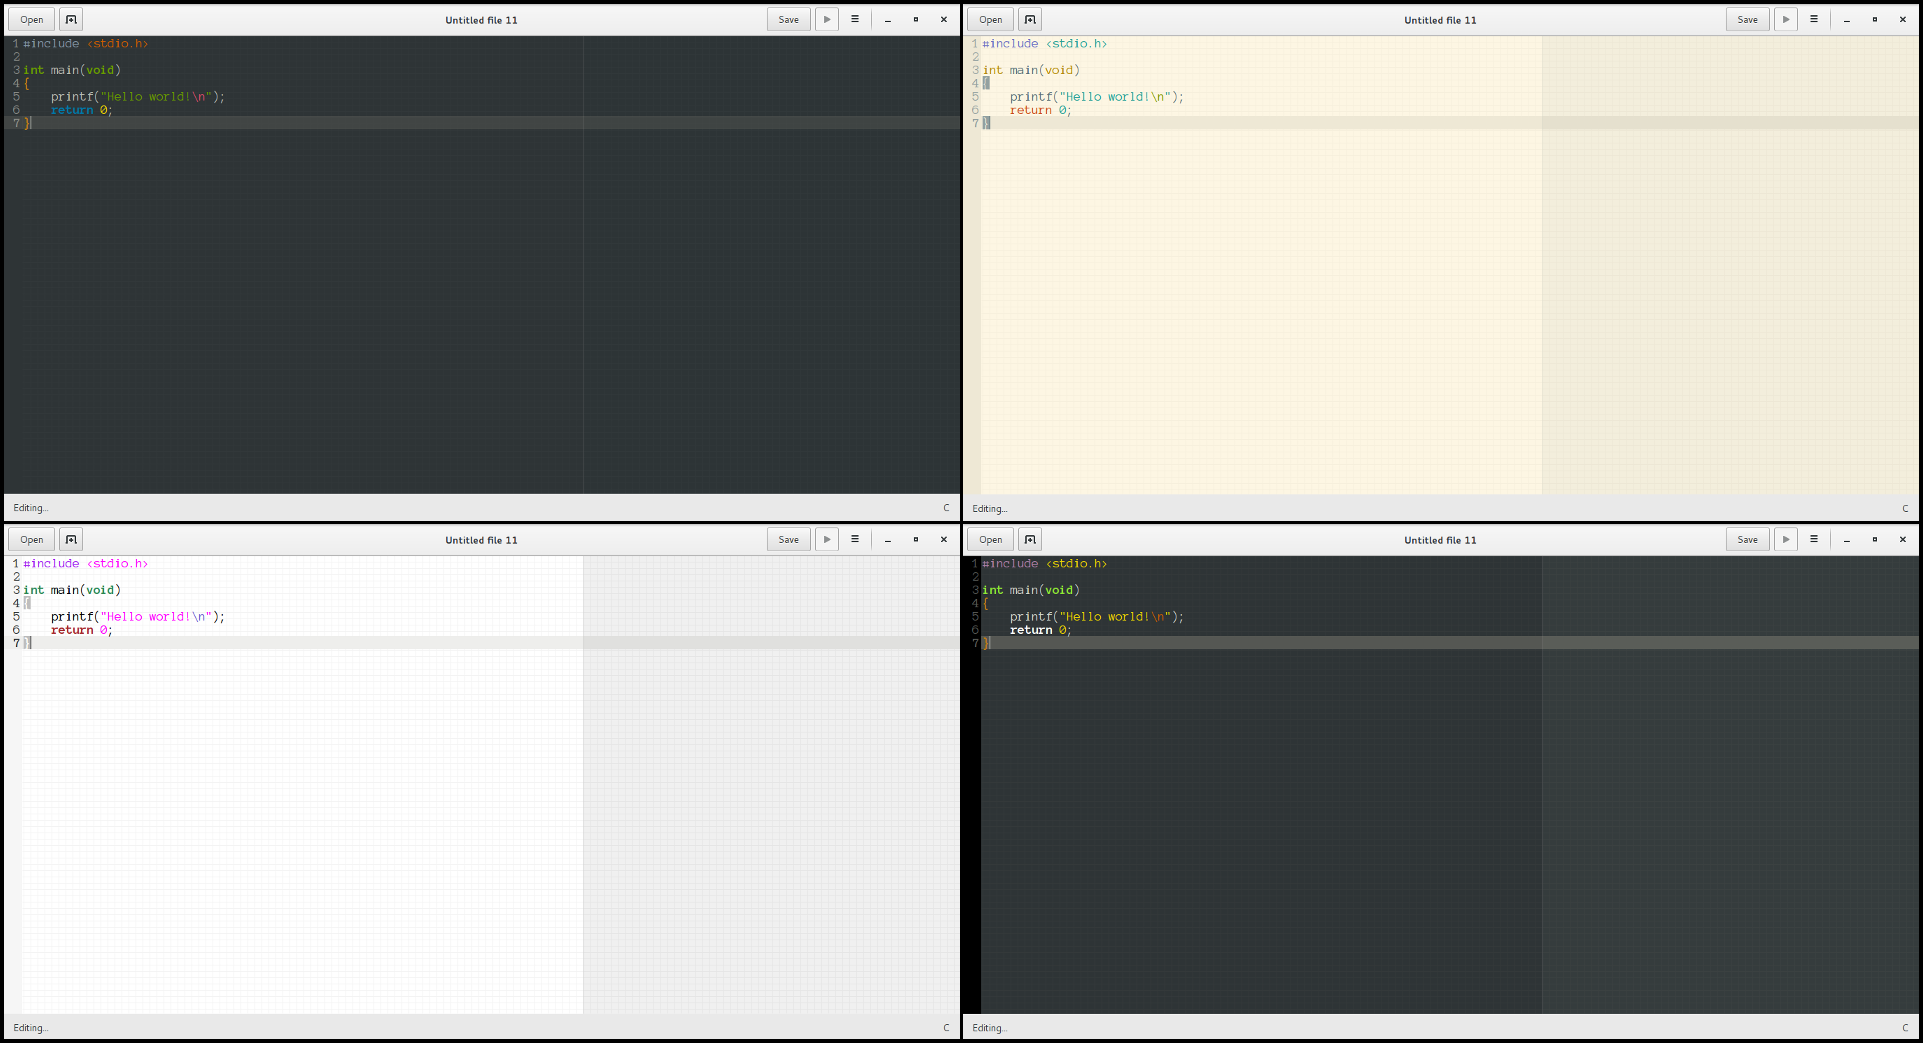 Open Untitled file 11 Save
1 #include <stdio.h>
2
3 int main(void)
4 {
5     printf("Hello world!\n");
6     return 0;
7 }
Editing... C
Open Untitled file 11 Save
1 #include <stdio.h>
2
3 int main(void)
4 {
5     printf("Hello world!\n");
6     return 0;
7 }
Editing... C
Open Untitled file 11 Save
1 #include <stdio.h>
2
3 int main(void)
4 {
5     printf("Hello world!\n");
6     return 0;
7 }
Editing... C
Open Untitled file 11 Save
1 #include <stdio.h>
2
3 int main(void)
4 {
5     printf("Hello world!\n");
6     return 0;
7 }
Editing... C